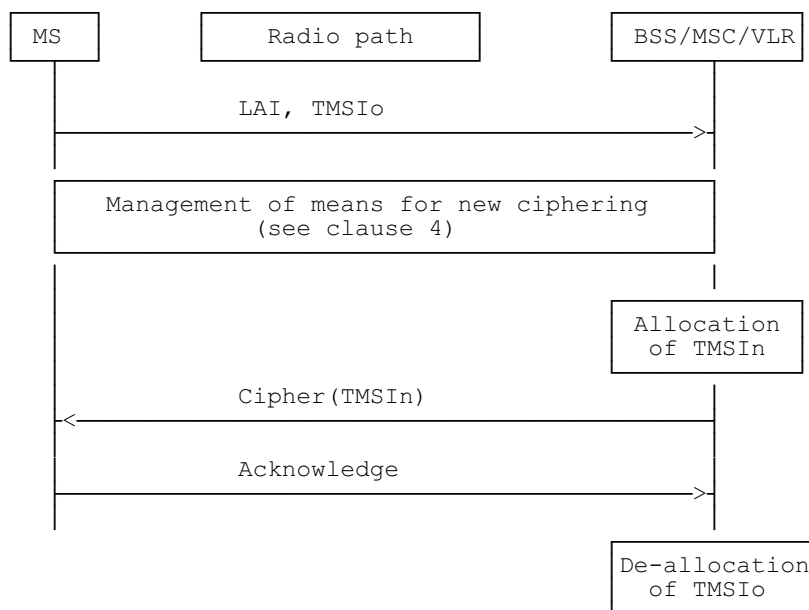 MS Radio path BSS/MSC/VLR
LAI, TMSIo
Management of means for new ciphering
(see clause 4)
Allocation
of TMSIn
Cipher(TMSIn)
Acknowledge
De-allocation
of TMSIo